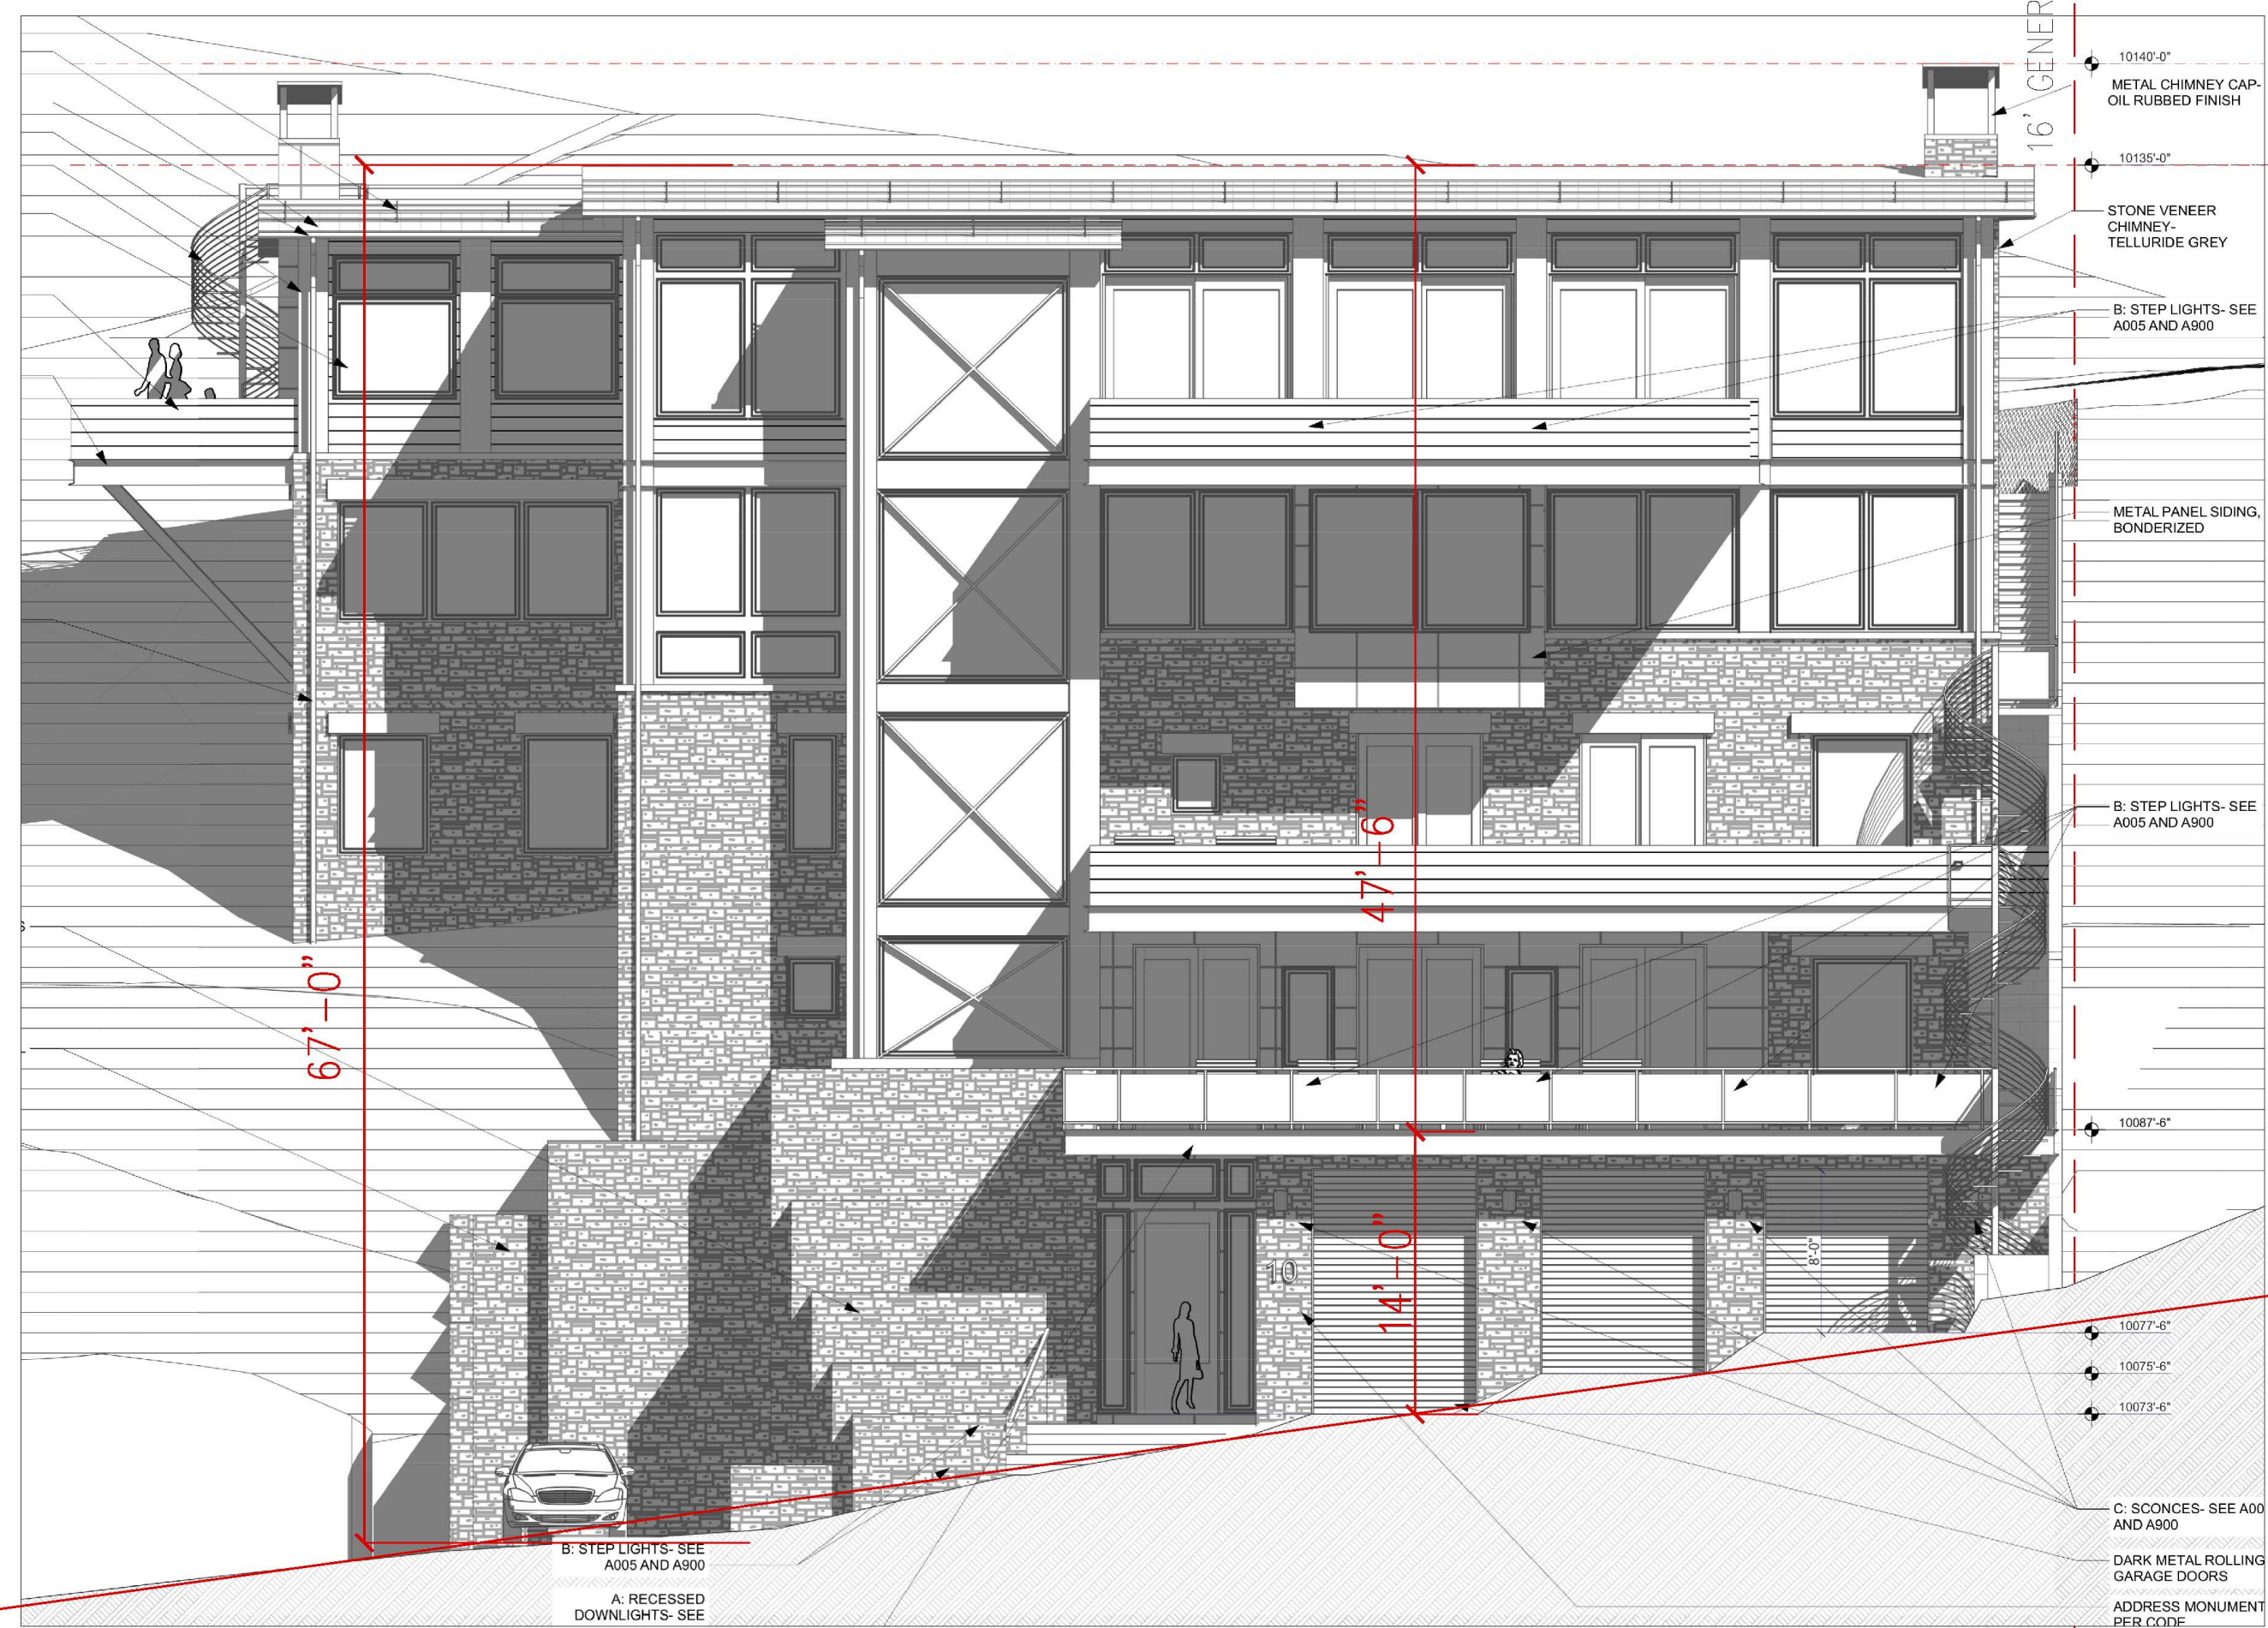 16' GENER
10140'-0"
METAL CHIMNEY CAP-
OIL RUBBED FINISH
10135'-0"
STONE VENEER
CHIMNEY-
TELLURIDE GREY
B: STEP LIGHTS- SEE
A005 AND A900
METAL PANEL SIDING,
BONDERIZED
B: STEP LIGHTS- SEE
A005 AND A900
47'-6"
67'-0"
10087'-6"
14'-0"
8'-0"
10
10077'-6"
10075'-6"
10073'-6"
C: SCONCES- SEE A00
AND A900
DARK METAL ROLLING
GARAGE DOORS
ADDRESS MONUMENT
PER CODE
B: STEP LIGHTS- SEE
A005 AND A900
A: RECESSED
DOWNLIGHTS- SEE